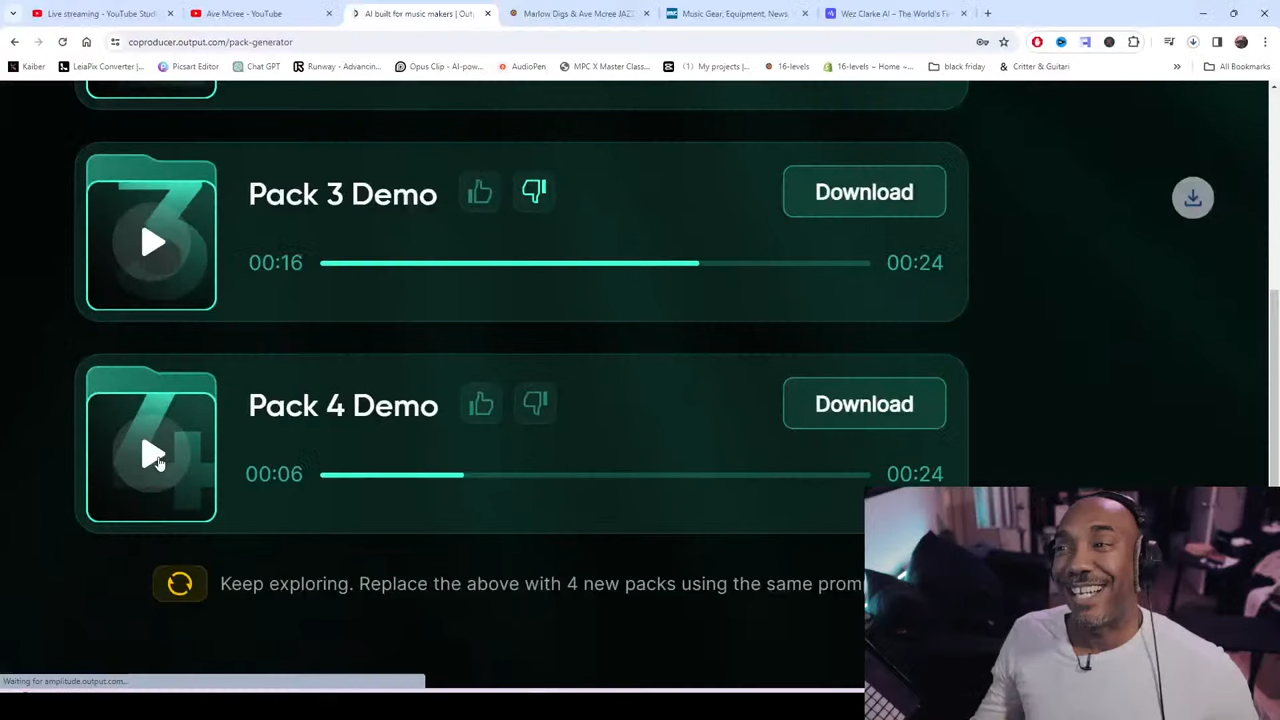 Live streaming - YouTube Stud
Ave Mcree - YouTube
AI built for music makers | Out
Marlow Digs & Ave Mcree JAZZ
Music Gear, Equipment, News
Wez Clarke AI – The World's Fi
coproducer.output.com/pack-generator
Kaiber
LeiaPix Converter |...
Picsart Editor
Chat GPT
Runway - Advancin...
Opus Clip - AI-pow...
AudioPen
MPC X Master Class...
(1) My projects |...
16-levels
16-levels ~ Home ~...
black friday
Critter & Guitari
»
All Bookmarks
3
Pack 3 Demo
Download
00:16
00:24
4
Pack 4 Demo
Download
00:06
00:24
Keep exploring. Replace the above with 4 new packs using the same prom
Waiting for amplitude.output.com...